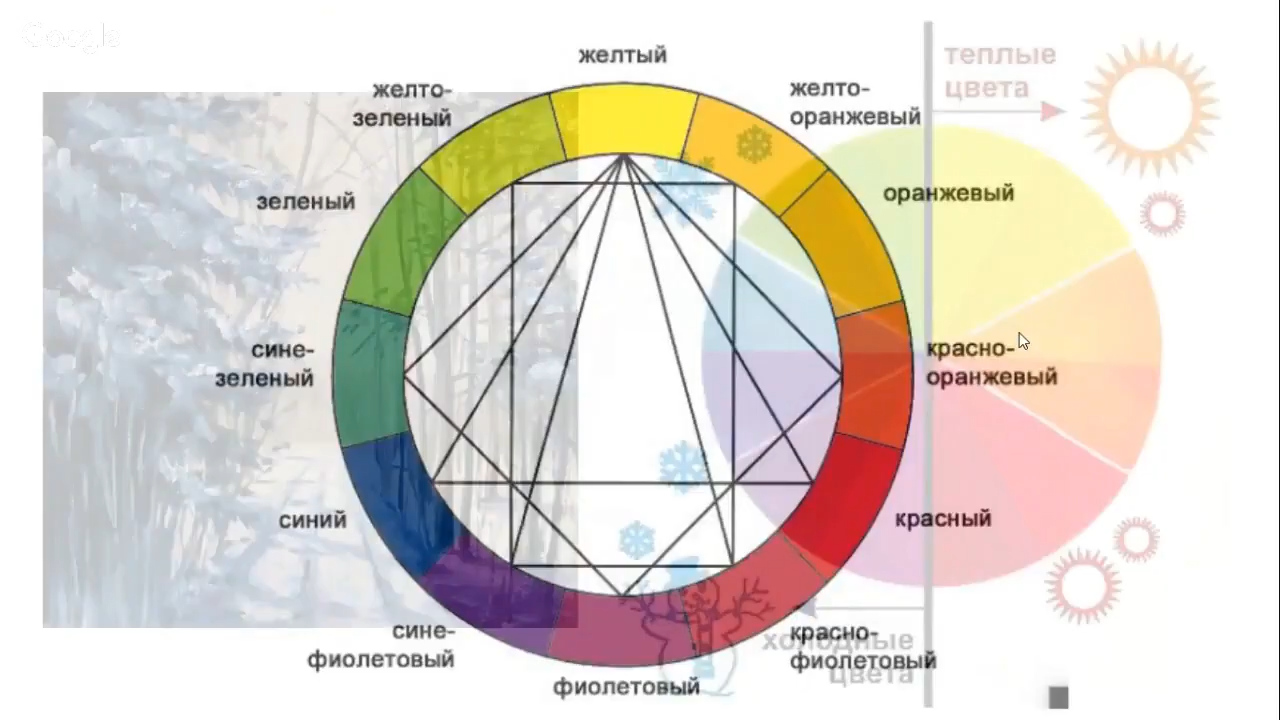 Google
желтый
желто-
зеленый
желто-
оранжевый
теплые
цвета
зеленый
оранжевый
сине-
зеленый
красно-
оранжевый
синий
красный
сине-
фиолетовый
красно-
фиолетовый
холодные
цвета
фиолетовый